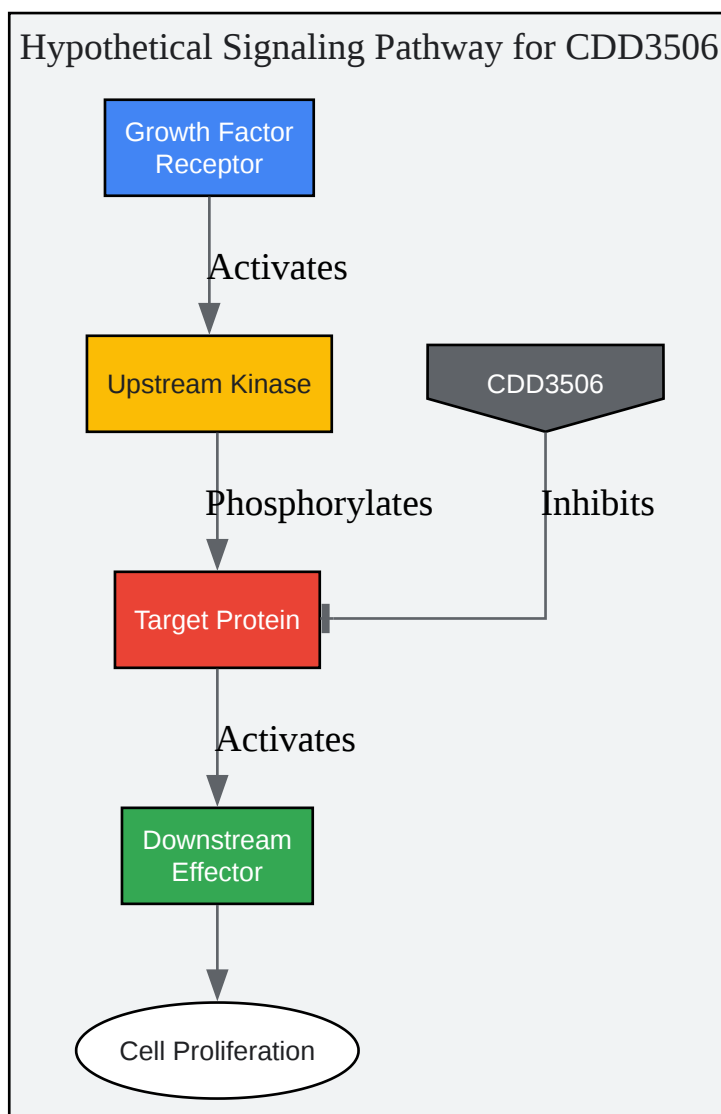 Hypothetical Signaling Pathway for CDD3506
Growth Factor
Receptor
Activates
Upstream Kinase
CDD3506
Phosphorylates
Inhibits
Target Protein
Activates
Downstream
Effector
Cell Proliferation